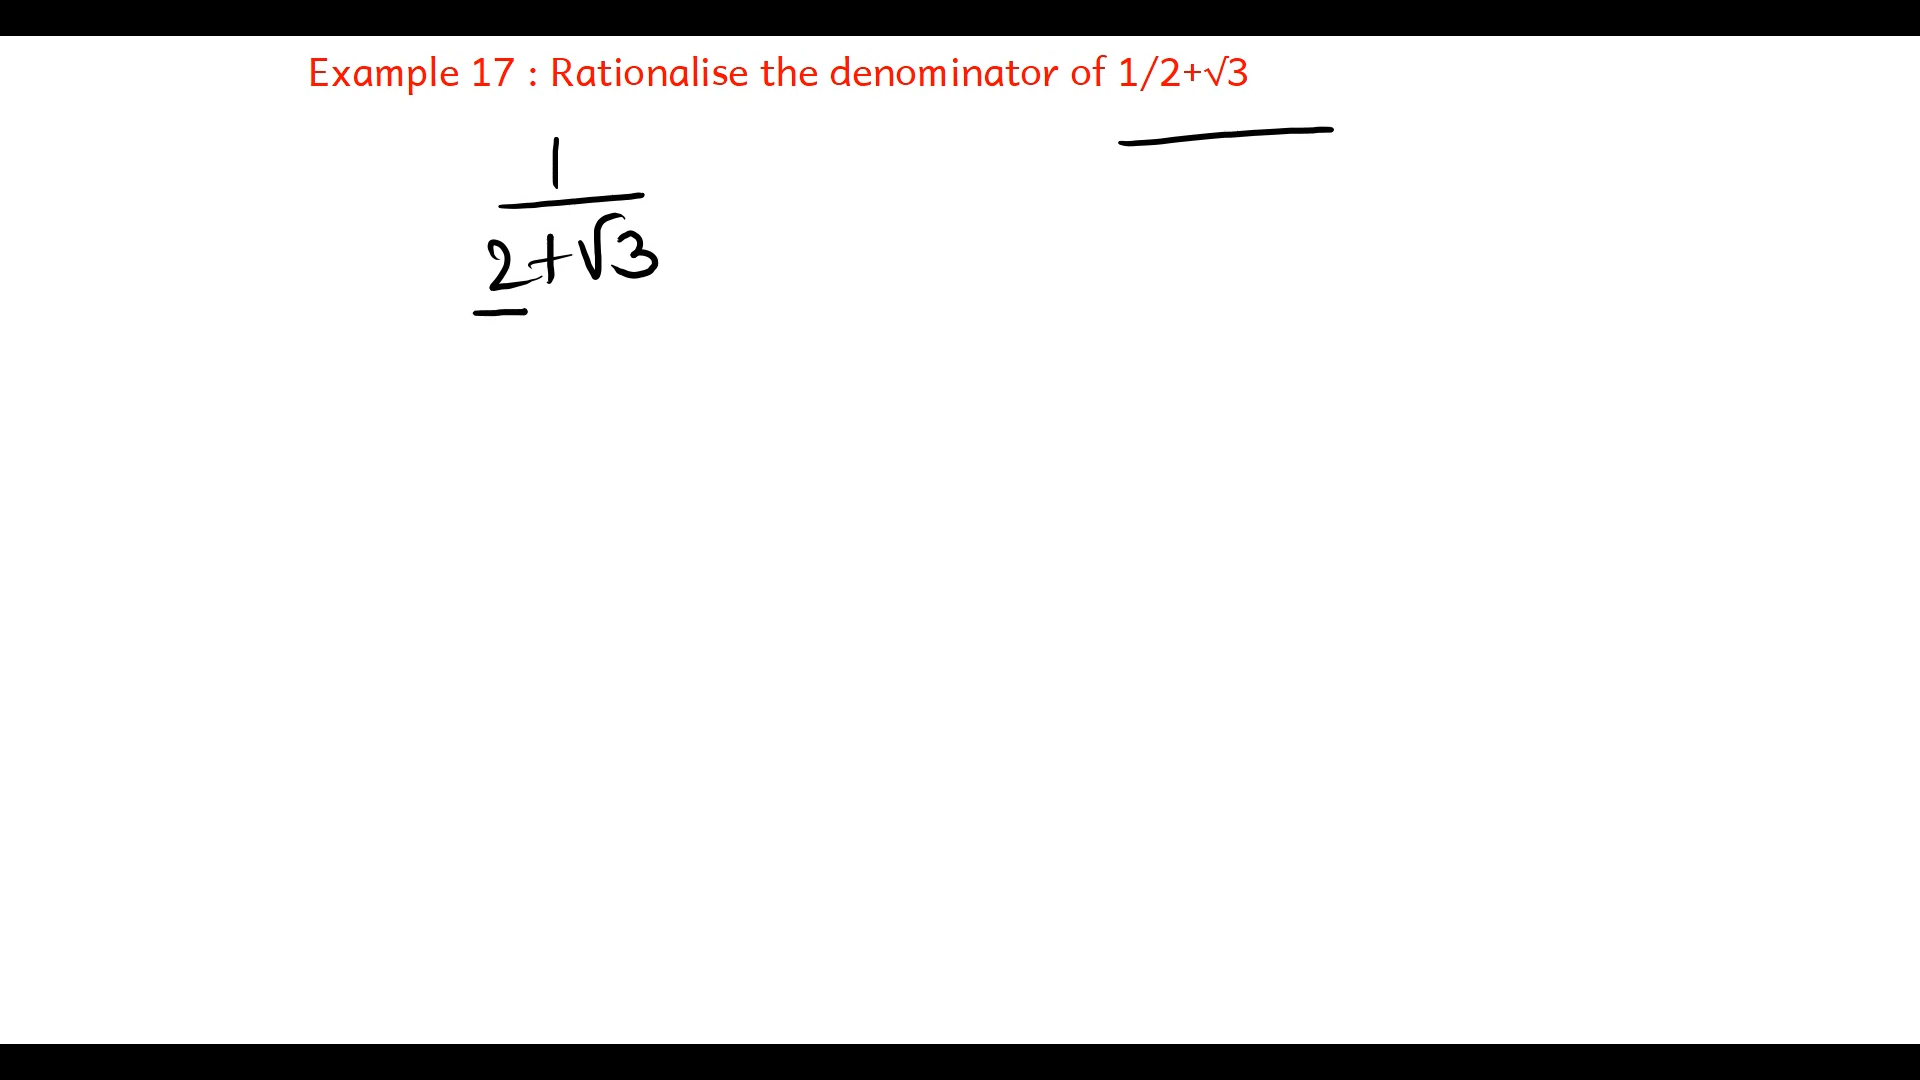 Example 17 : Rationalise the denominator of 1/2+√3
1
2+√3